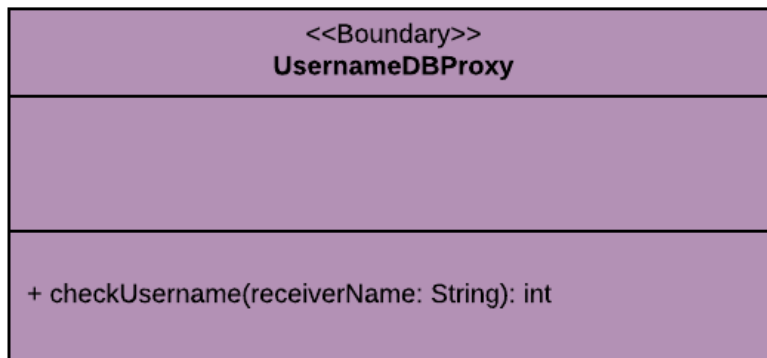 <<Boundary>>
UsernameDBProxy
+ checkUsername(receiverName: String): int